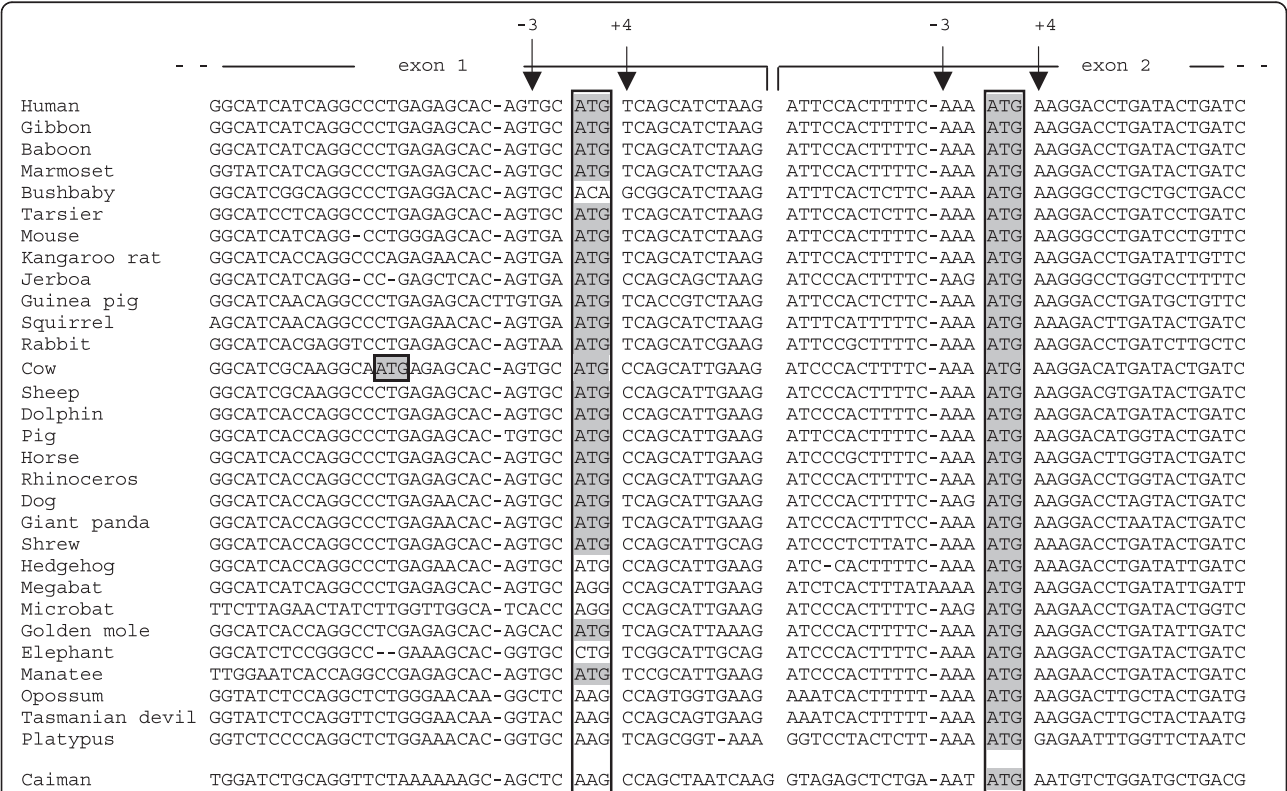 -3 +4 -3 +4
- - exon 1 exon 2 - -
Human GGCATCATCAGGCCCTGAGAGCAC-AGTGC ATG TCAGCATCTAAG ATTCCACTTTTC-AAA ATG AAGGACCTGATACTGATC
Gibbon GGCATCATCAGGCCCTGAGAGCAC-AGTGC ATG TCAGCATCTAAG ATTCCACTTTTC-AAA ATG AAGGACCTGATACTGATC
Baboon GGCATCATCAGGCCCTGAGAGCAC-AGTGC ATG TCAGCATCTAAG ATTCCACTTTTC-AAA ATG AAGGACCTGATACTGATC
Marmoset GGTATCATCAGGCCCTGAGAGCAC-AGTGC ATG TCAGCATCTAAG ATTCCACTTTTC-AAA ATG AAGGACCTGATACTGATC
Bushbaby GGCATCGGCAGGCCCTGAGGACAC-AGTGC ACA GCGGCATCTAAG ATTTCACTCTTC-AAA ATG AAGGGCCTGCTGCTGACC
Tarsier GGCATCCTCAGGCCCTGAGAGCAC-AGTGC ATG TCAGCATCTAAG ATTCCACTCTTC-AAA ATG AAGGACCTGATCCTGATC
Mouse GGCATCATCAGG-CCTGGGAGCAC-AGTGA ATG TCAGCATCTAAG ATTCCACTTTTC-AAA ATG AAGGGCCTGATCCTGTTC
Kangaroo rat GGCATCACCAGGCCCAGAGAACAC-AGTGA ATG TCAGCATCTAAG ATTCCACTTTTC-AAA ATG AAGGACCTGATATTGTTC
Jerboa GGCATCATCAGG-CC-GAGCTCAC-AGTGA ATG CCAGCAGCTAAG ATCCCACTTTTC-AAG ATG AAGGGCCTGGTCCTTTTC
Guinea pig GGCATCAACAGGCCCTGAGAGCACTTGTGA ATG TCACCGTCTAAG ATTCCACTCTTC-AAA ATG AAGGACCTGATGCTGTTC
Squirrel AGCATCAACAGGCCCTGAGAACAC-AGTGA ATG TCAGCATCTAAG ATTTCATTTTTC-AAA ATG AAAGACTTGATACTGATC
Rabbit GGCATCACGAGGTCCTGAGAGCAC-AGTAA ATG TCAGCATCGAAG ATTCCGCTTTTC-AAA ATG AAGGACCTGATCTTGCTC
Cow GGCATCGCAAGGCAATGAGAGCAC-AGTGC ATG CCAGCATTGAAG ATCCCACTTTTC-AAA ATG AAGGACATGATACTGATC
Sheep GGCATCGCAAGGCCCTGAGAGCAC-AGTGC ATG CCAGCATTGAAG ATCCCACTTTTC-AAA ATG AAGGACGTGATACTGATC
Dolphin GGCATCACCAGGCCCTGAGAGCAC-AGTGC ATG CCAGCATTGAAG ATCCCACTTTTC-AAA ATG AAGGACATGATACTGATC
Pig GGCATCACCAGGCCCTGAGAGCAC-TGTGC ATG CCAGCATTGAAG ATTCCACTTTTC-AAA ATG AAGGACATGGTACTGATC
Horse GGCATCACCAGGCCCTGAGAGCAC-AGTGC ATG CCAGCATTGAAG ATCCCGCTTTTC-AAA ATG AAGGACTTGGTACTGATC
Rhinoceros GGCATCACCAGGCCCTGAGAGCAC-AGTGC ATG CCAGCATTGAAG ATCCCACTTTTC-AAA ATG AAGGACCTGATACTGATC
Dog GGCATCACCAGGCCCTGAGAACAC-AGTGC ATG TCAGCATTGAAG ATCCCACTTTTC-AAG ATG AAGGACCTAGTACTGATC
Giant panda GGCATCACCAGGCCCTGAGAACAC-AGTGC ATG TCAGCATTGAAG ATCCCACTTTCC-AAA ATG AAGGACCTAATACTGATC
Shrew GGCATCACCAGGCCCTGAGAGCAC-AGTGC ATG CCAGCATTGCAG ATCCCTCTTATC-AAA ATG AAAGACCTGATACTGATC
Hedgehog GGCATCACCAGGCCCTGAGAACAC-AGTGC ATG CCAGCATTGAAG ATC-CACTTTTC-AAA ATG AAAGACCTGATATTGATC
Megabat GGCATCATCAGGCCCTGAGAGCAC-AGTGC AGG CCAGCATTGAAG ATCTCACTTTATAAAA ATG AAGGACCTGATATTGATT
Microbat TTCTTAGAACTATCTTGGTTGGCA-TCACC AGG CCAGCATTGAAG ATCCCACTTTTC-AAG ATG AAGAACCTGATACTGGTC
Golden mole GGCATCACCAGGCCTCGAGAGCAC-AGCAC ATG TCAGCATTAAAG ATCCCACTTTTC-AAA ATG AAGGACCTGATATTGATC
Elephant GGCATCTCCGGGCC--GAAAGCAC-GGTGC CTG TCGGCATTGCAG ATCCCACTTTTC-AAA ATG AAGGACCTGATACTGATC
Manatee TTGGAATCACCAGGCCGAGAGCAC-AGTGC ATG TCCGCATTGAAG ATCCCACTTTTC-AAA ATG AAGAACCTGATACTGATC
Opossum GGTATCTCCAGGCTCTGGGAACAA-GGCTC AAG CCAGTGGTGAAG AAATCACTTTTT-AAA ATG AAGGACTTGCTACTGATG
Tasmanian devil GGTATCTCCAGGTTCTGGGAACAA-GGTAC AAG CCAGCAGTGAAG AAATCACTTTTT-AAA ATG AAGGACTTGCTACTAATG
Platypus GGTCTCCCCAGGCTCTGGAAACAC-GGTGC AAG TCAGCGGT-AAA GGTCCTACTCTT-AAA ATG GAGAATTTGGTTCTAATC
Caiman TGGATCTGCAGGTTCTAAAAAAGC-AGCTC AAG CCAGCTAATCAAG GTAGAGCTCTGA-AAT ATG AATGTCTGGATGCTGACG